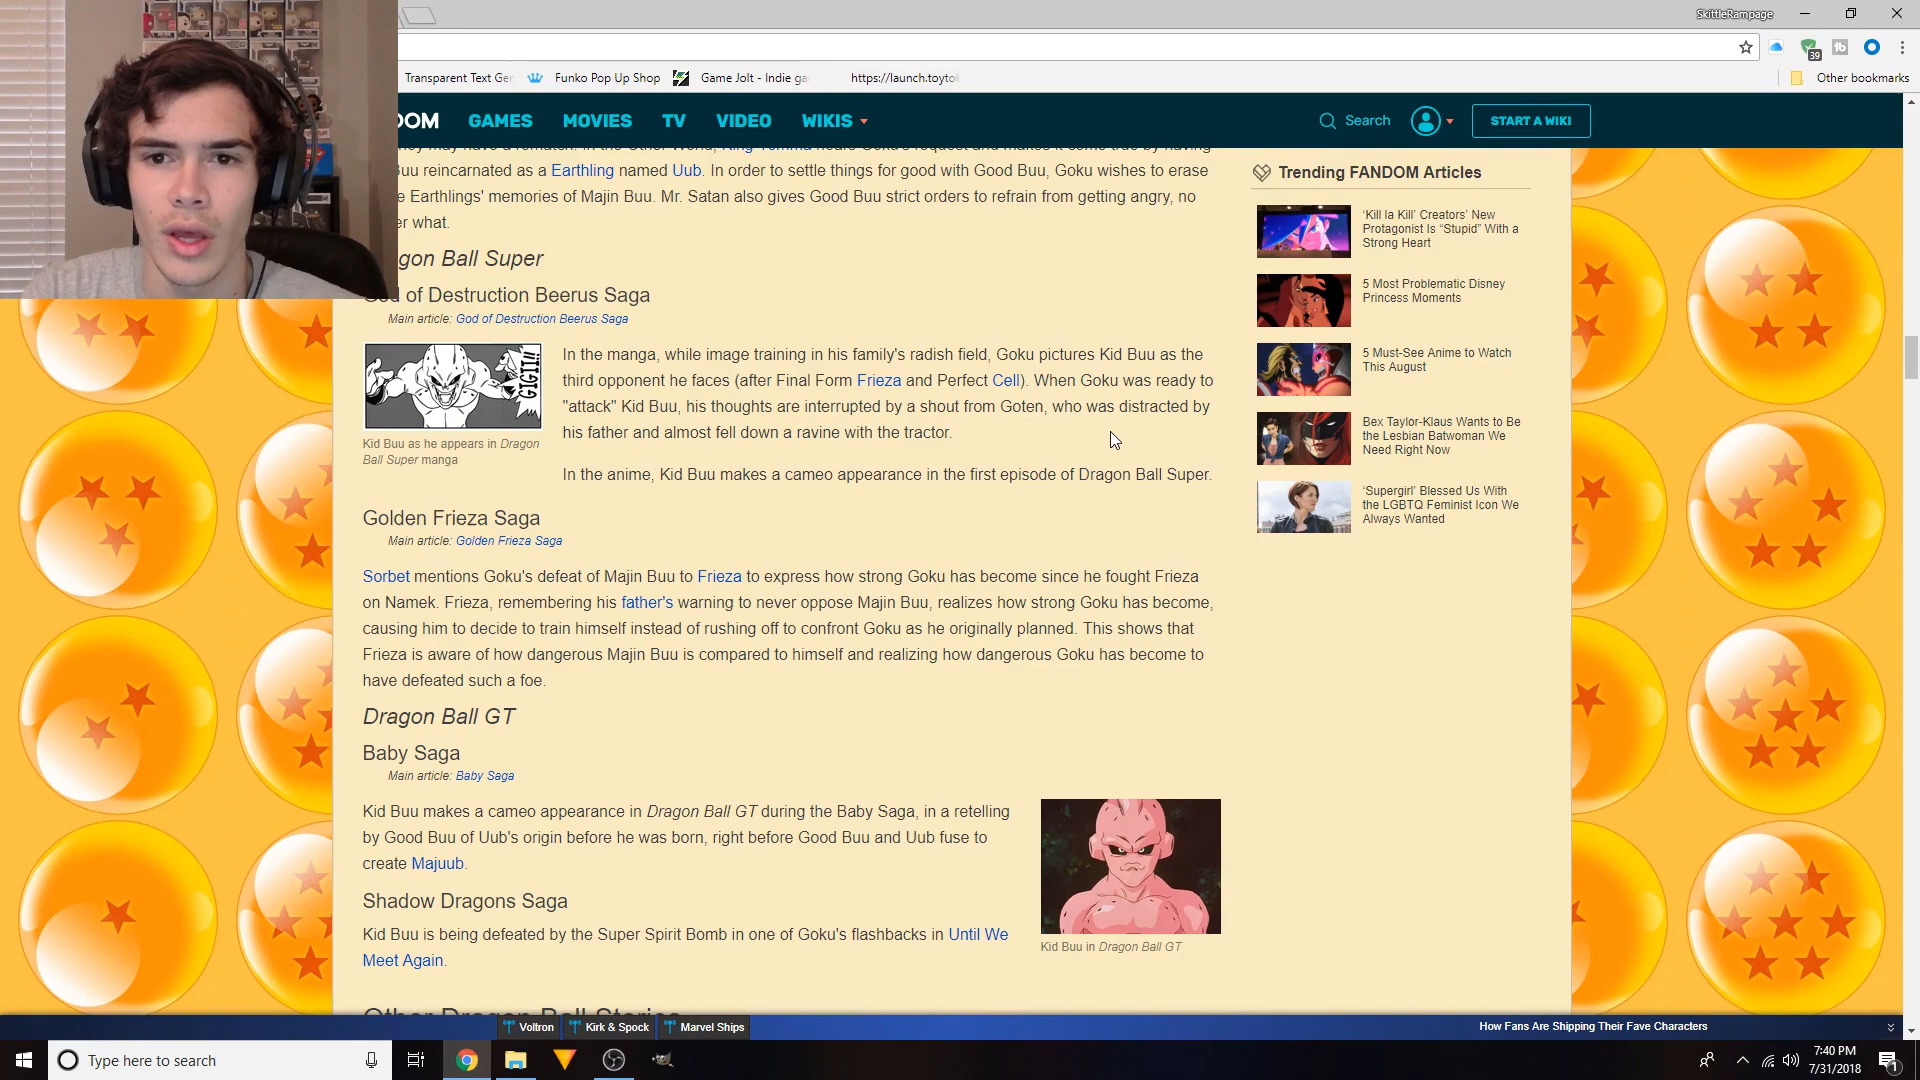 SkittleRampage
Transparent Text Ger
Funko Pop Up Shop
Game Jolt - Indie ga
https://launch.toytok
Other bookmarks
39
DOM
GAMES
MOVIES
TV
VIDEO
WIKIS
Search
START A WIKI
uu reincarnated as a Earthling named Uub. In order to settle things for good with Good Buu, Goku wishes to erase
e Earthlings' memories of Majin Buu. Mr. Satan also gives Good Buu strict orders to refrain from getting angry, no
er what.
gon Ball Super
God of Destruction Beerus Saga
Main article: God of Destruction Beerus Saga
GIGII!!
Kid Buu as he appears in Dragon
Ball Super manga
In the manga, while image training in his family's radish field, Goku pictures Kid Buu as the
third opponent he faces (after Final Form Frieza and Perfect Cell). When Goku was ready to
"attack" Kid Buu, his thoughts are interrupted by a shout from Goten, who was distracted by
his father and almost fell down a ravine with the tractor.
In the anime, Kid Buu makes a cameo appearance in the first episode of Dragon Ball Super.
Golden Frieza Saga
Main article: Golden Frieza Saga
Sorbet mentions Goku's defeat of Majin Buu to Frieza to express how strong Goku has become since he fought Frieza
on Namek. Frieza, remembering his father's warning to never oppose Majin Buu, realizes how strong Goku has become,
causing him to decide to train himself instead of rushing off to confront Goku as he originally planned. This shows that
Frieza is aware of how dangerous Majin Buu is compared to himself and realizing how dangerous Goku has become to
have defeated such a foe.
Dragon Ball GT
Baby Saga
Main article: Baby Saga
Kid Buu makes a cameo appearance in Dragon Ball GT during the Baby Saga, in a retelling
by Good Buu of Uub's origin before he was born, right before Good Buu and Uub fuse to
create Majuub.
Shadow Dragons Saga
Kid Buu is being defeated by the Super Spirit Bomb in one of Goku's flashbacks in Until We
Meet Again.
Kid Buu in Dragon Ball GT
Other Dragon Ball Stories
Trending FANDOM Articles
'Kill la Kill' Creators' New
Protagonist Is "Stupid" With a
Strong Heart
5 Most Problematic Disney
Princess Moments
5 Must-See Anime to Watch
This August
Bex Taylor-Klaus Wants to Be
the Lesbian Batwoman We
Need Right Now
'Supergirl' Blessed Us With
the LGBTQ Feminist Icon We
Always Wanted
Voltron
Kirk & Spock
Marvel Ships
How Fans Are Shipping Their Fave Characters
Type here to search
7:40 PM
7/31/2018
1